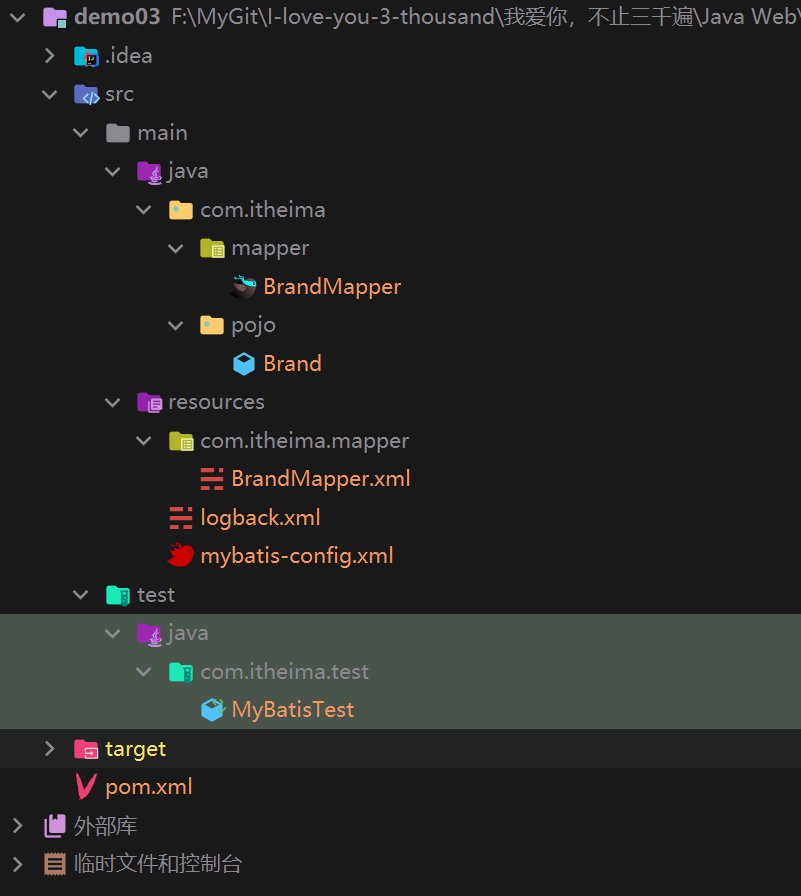 demo03 F:\MyGit\I-love-you-3-thousand\我爱你，不止三千遍\Java Web\
.idea
src
main
java
com.itheima
mapper
BrandMapper
pojo
Brand
resources
com.itheima.mapper
BrandMapper.xml
logback.xml
mybatis-config.xml
test
java
com.itheima.test
MyBatisTest
target
pom.xml
外部库
临时文件和控制台